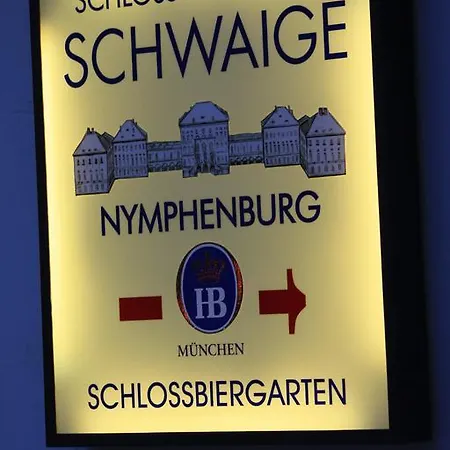 SCHWAIGE
NYMPHENBURG
HB
MÜNCHEN
SCHLOSSBIERGARTEN